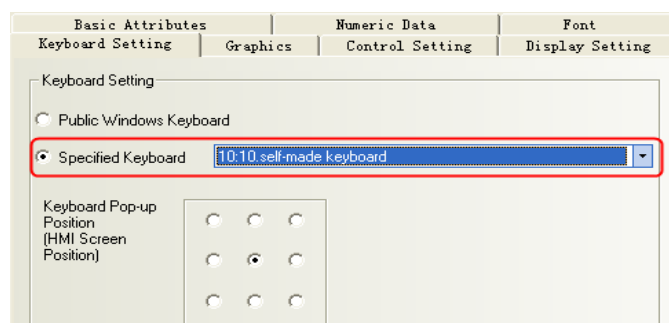 Basic Attributes Numeric Data Font
Keyboard Setting Graphics Control Setting Display Setting
Keyboard Setting
Public Windows Keyboard
Specified Keyboard 10:10.self-made keyboard
Keyboard Pop-up
Position
(HMI Screen
Position)